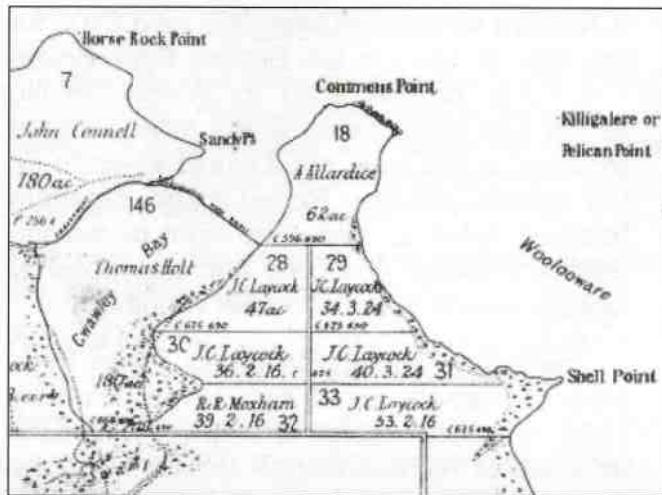 Horse Rock Point
7
John Connell
180ac
Sandy Pt
146
Thomas Holt
Gwawley Bay
180ac
Commens Point
18
A Allardice
62ac
Killigalere or
Pelican Point
Woolooware
28
J.C. Laycock
47ac
29
J.C. Laycock
34.3.24
30
J.C. Laycock
36.2.16
J.C. Laycock
40.3.24 31
Shell Point
R.R. Moxham
39.2.16 32
33
J.C. Laycock
53.2.16